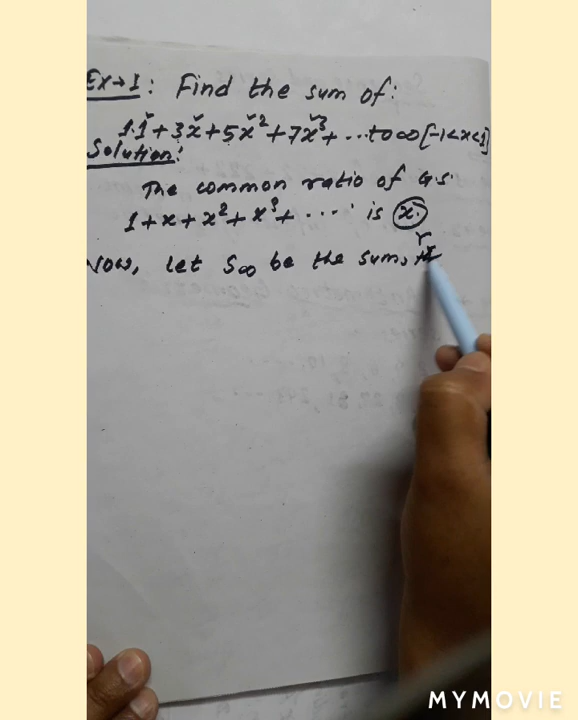 Ex→1: Find the sum of:
1.1+3x+5x²+7x³+...to∞[-1<x<1]
Solution:
The common ratio of G.S.
1+x+x²+x³+.... is x.
r
Now, let S∞ be the sum,
MYMOVIE